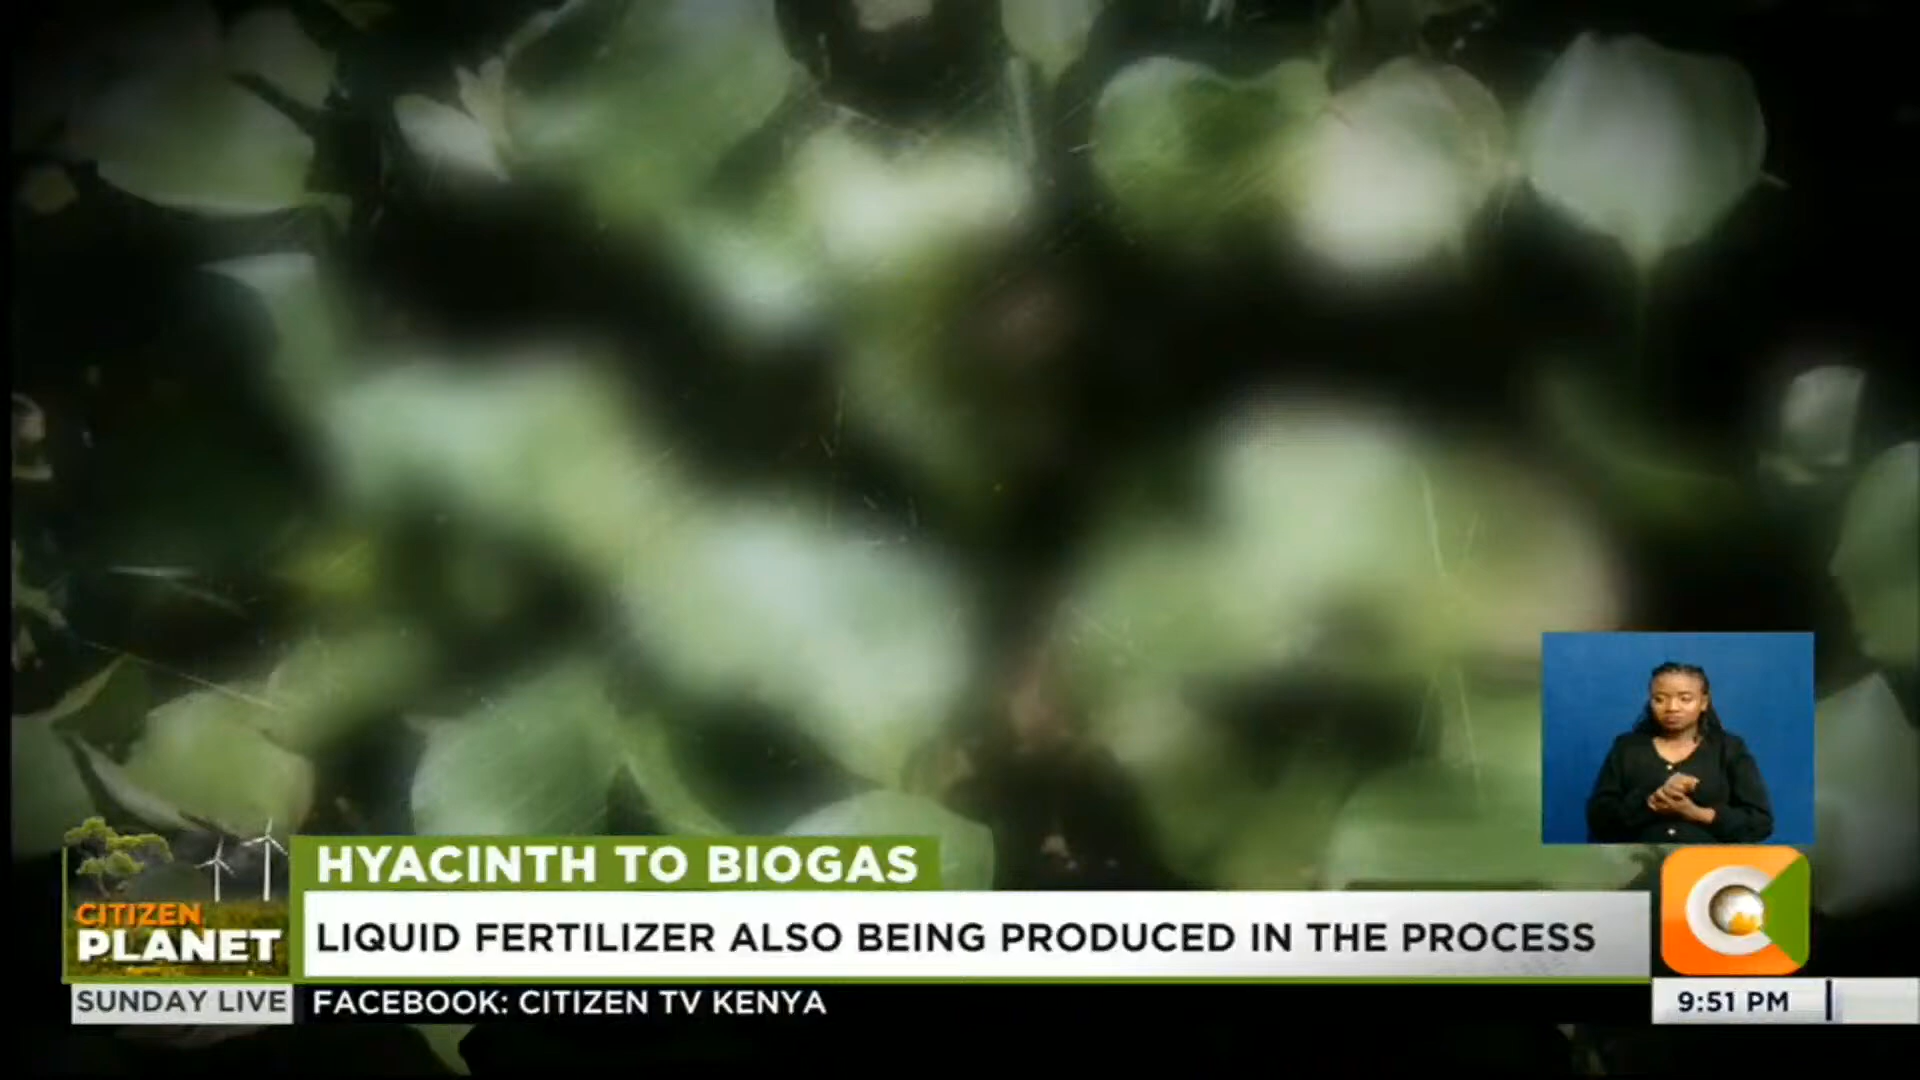 HYACINTH TO BIOGAS
CITIZEN
PLANET
LIQUID FERTILIZER ALSO BEING PRODUCED IN THE PROCESS
SUNDAY LIVE
FACEBOOK: CITIZEN TV KENYA
9:51 PM